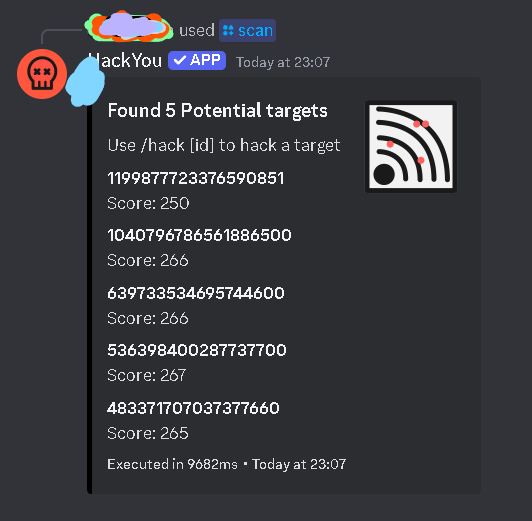 used scan
HackYou APP Today at 23:07
Found 5 Potential targets
Use /hack [id] to hack a target
1199877723376590851
Score: 250
1040796786561886500
Score: 266
639733534695744600
Score: 266
536398400287737700
Score: 267
483371707037377660
Score: 265
Executed in 9682ms • Today at 23:07